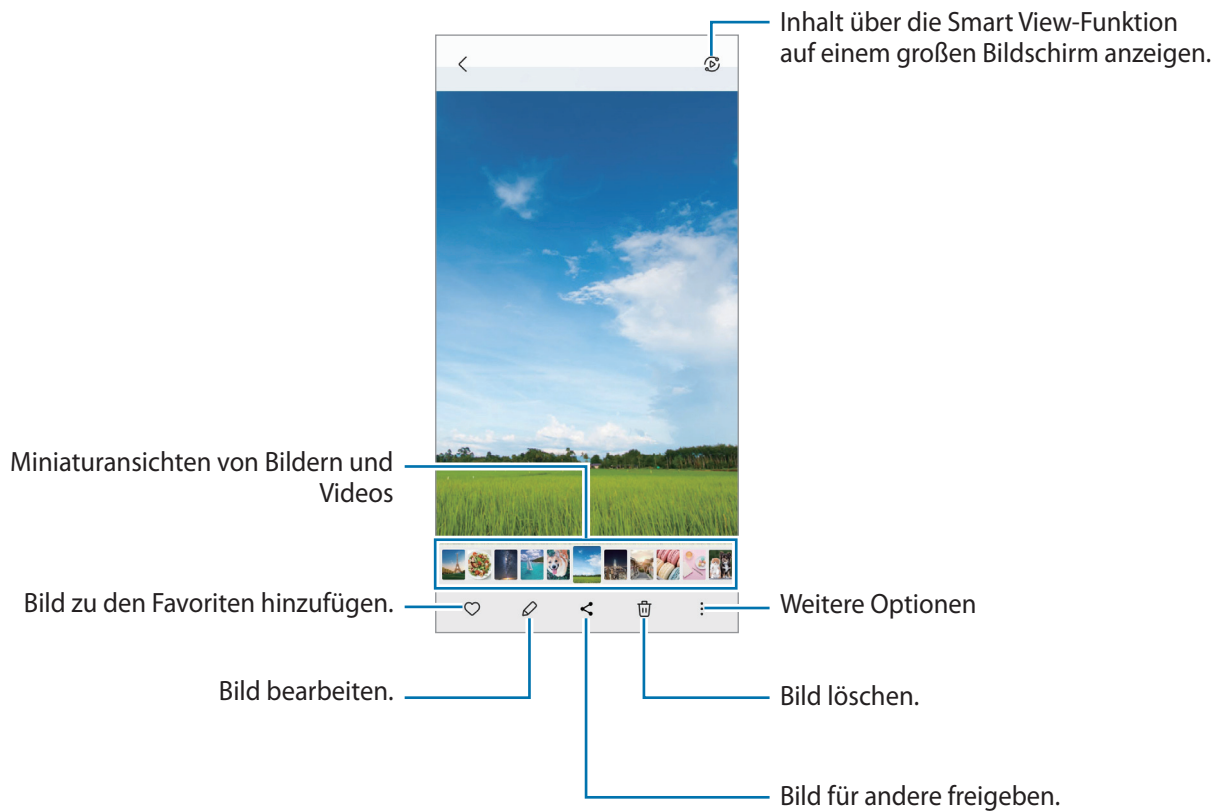 Inhalt über die Smart View-Funktion
auf einem großen Bildschirm anzeigen.
Miniaturansichten von Bildern und
Videos
Bild zu den Favoriten hinzufügen.
Weitere Optionen
Bild bearbeiten.
Bild löschen.
Bild für andere freigeben.